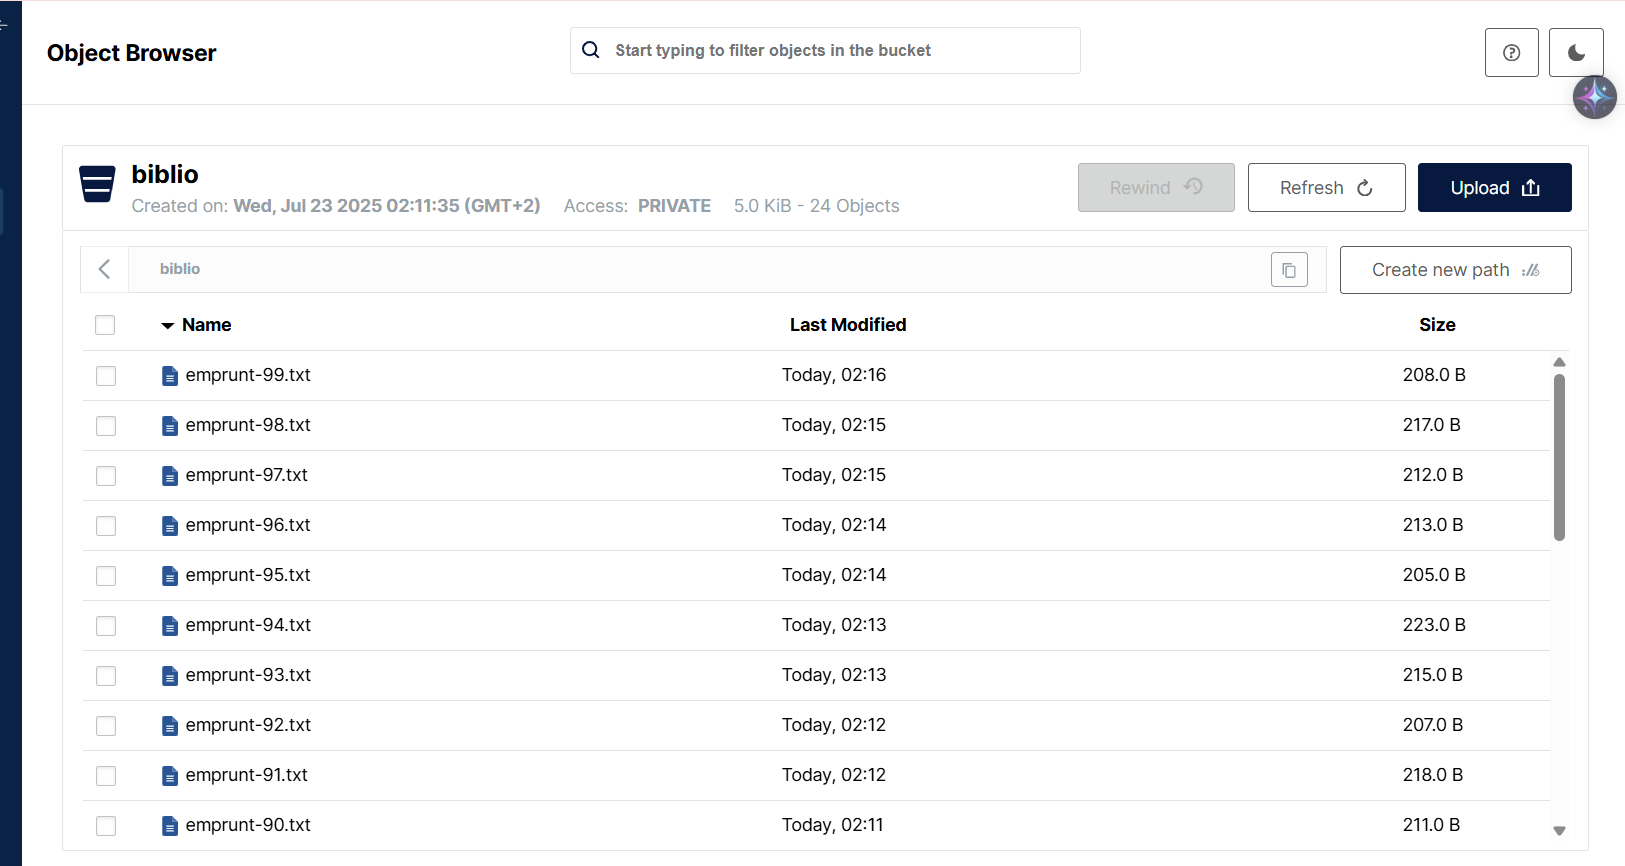 Object Browser
Start typing to filter objects in the bucket
biblio
Created on: Wed, Jul 23 2025 02:11:35 (GMT+2) Access: PRIVATE 5.0 KiB - 24 Objects
Rewind
Refresh
Upload
biblio
Create new path
Name Last Modified Size
emprunt-99.txt Today, 02:16 208.0 B
emprunt-98.txt Today, 02:15 217.0 B
emprunt-97.txt Today, 02:15 212.0 B
emprunt-96.txt Today, 02:14 213.0 B
emprunt-95.txt Today, 02:14 205.0 B
emprunt-94.txt Today, 02:13 223.0 B
emprunt-93.txt Today, 02:13 215.0 B
emprunt-92.txt Today, 02:12 207.0 B
emprunt-91.txt Today, 02:12 218.0 B
emprunt-90.txt Today, 02:11 211.0 B